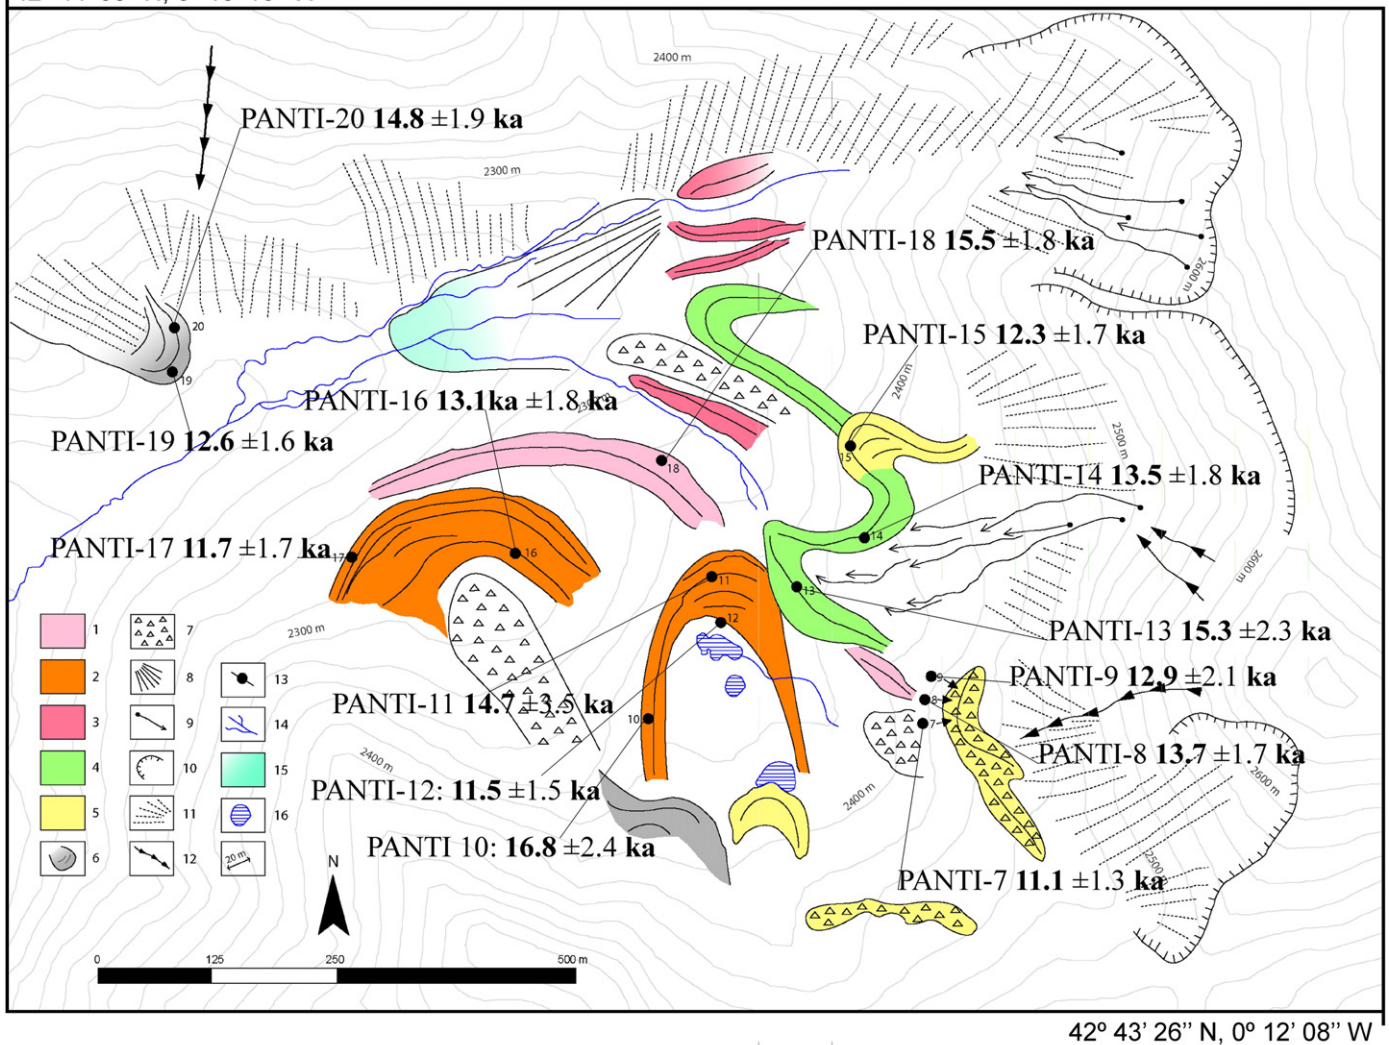 2400 m
PANTI-20 14.8 ±1.9 ka
2300 m
PANTI-18 15.5 ±1.8 ka
2600 m
20
PANTI-15 12.3 ±1.7 ka
19
2400 m
PANTI-16 13.1ka ±1.8 ka
PANTI-19 12.6 ±1.6 ka
2500 m
15
18
PANTI-14 13.5 ±1.8 ka
14
PANTI-17 11.7 ±1.7 ka
17
16
2600 m
11
13
12
2300 m
PANTI-13 15.3 ±2.3 ka
9
PANTI-9 12.9 ±2.1 ka
8
PANTI-11 14.7 ±3.5 ka
10
7
PANTI-8 13.7 ±1.7 ka
2400 m
2400 m
2600 m
PANTI-12: 11.5 ±1.5 ka
PANTI 10: 16.8 ±2.4 ka
2500 m
PANTI-7 11.1 ±1.3 ka
1
7
2
8
13
3
9
14
4
10
15
5
11
16
6
12
20 m
N
0 125 250 500 m
42º 43' 26'' N, 0º 12' 08'' W